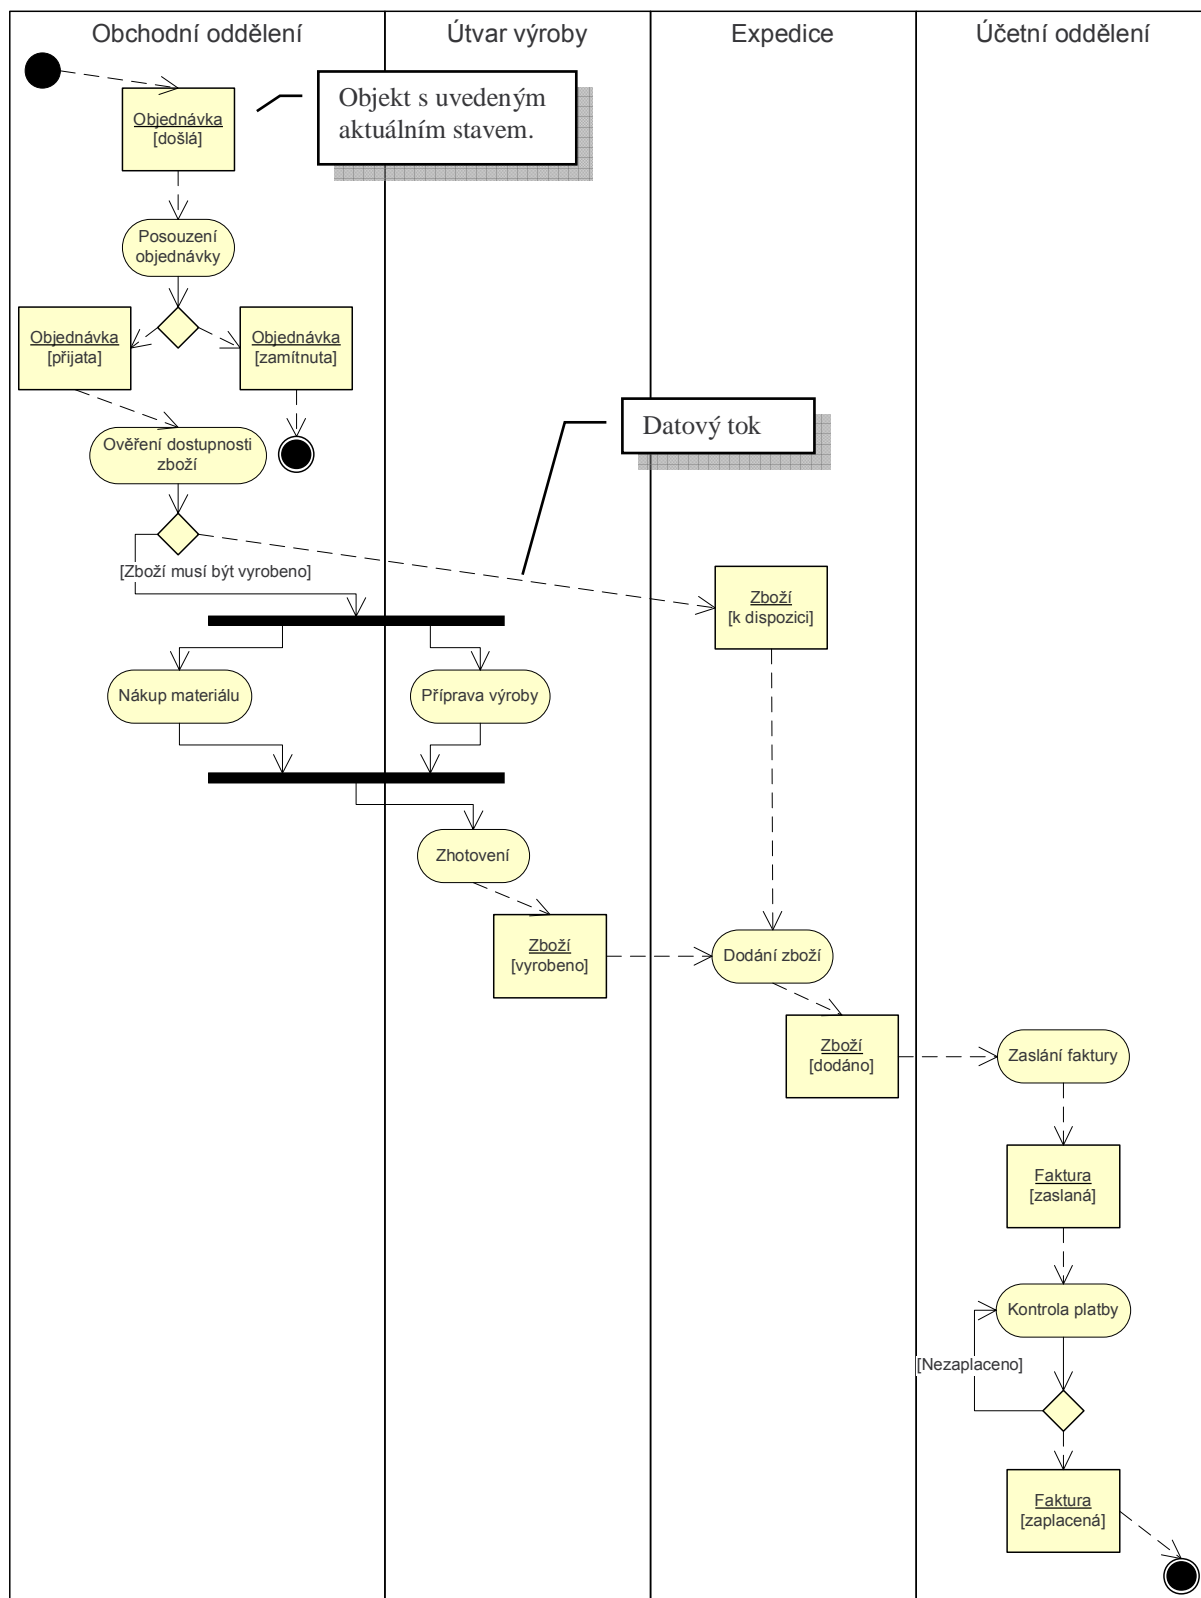 Obchodní oddělení
Útvar výroby
Expedice
Účetní oddělení
Objekt s uvedeným
aktuálním stavem.
Objednávka
[došlá]
Posouzení
objednávky
Objednávka
[přijata]
Objednávka
[zamítnuta]
Datový tok
Ověření dostupnosti
zboží
[Zboží musí být vyrobeno]
Zboží
[k dispozici]
Nákup materiálu
Příprava výroby
Zhotovení
Zboží
[vyrobeno]
Dodání zboží
Zboží
[dodáno]
Zaslání faktury
Faktura
[zaslaná]
Kontrola platby
[Nezaplaceno]
Faktura
[zaplacená]